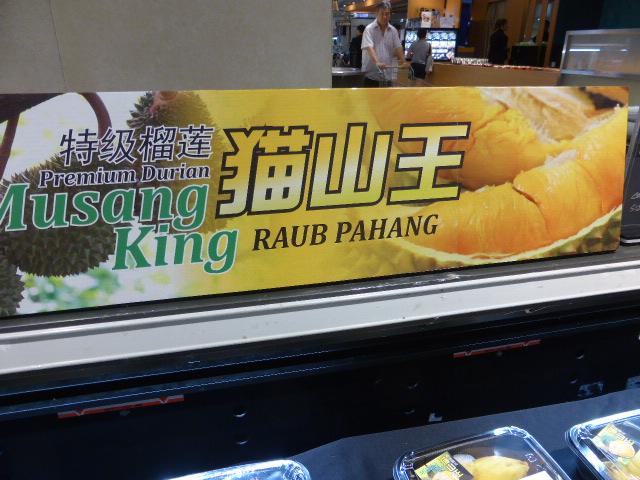 特级榴莲
Premium Durian
Musang
King
猫山王
RAUB PAHANG